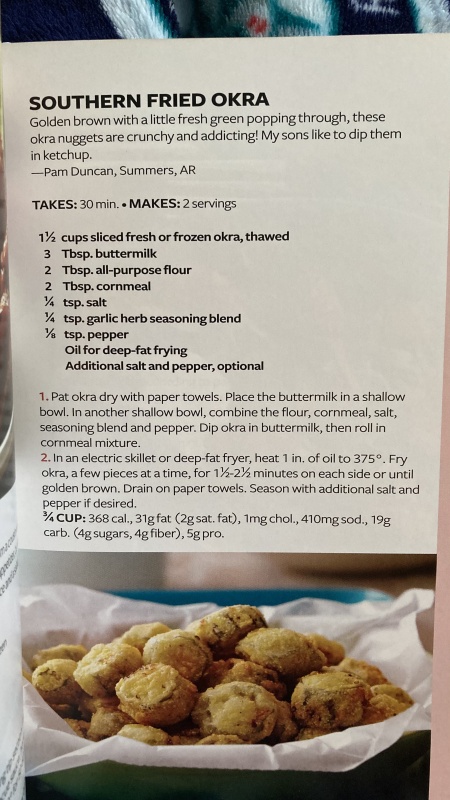 SOUTHERN FRIED OKRA
Golden brown with a little fresh green popping through, these
okra nuggets are crunchy and addicting! My sons like to dip them
in ketchup.
—Pam Duncan, Summers, AR
TAKES: 30 min. • MAKES: 2 servings
1½ cups sliced fresh or frozen okra, thawed
3 Tbsp. buttermilk
2 Tbsp. all-purpose flour
2 Tbsp. cornmeal
¼ tsp. salt
¼ tsp. garlic herb seasoning blend
⅛ tsp. pepper
Oil for deep-fat frying
Additional salt and pepper, optional
1. Pat okra dry with paper towels. Place the buttermilk in a shallow
bowl. In another shallow bowl, combine the flour, cornmeal, salt,
seasoning blend and pepper. Dip okra in buttermilk, then roll in
cornmeal mixture.
2. In an electric skillet or deep-fat fryer, heat 1 in. of oil to 375°. Fry
okra, a few pieces at a time, for 1½-2½ minutes on each side or until
golden brown. Drain on paper towels. Season with additional salt and
pepper if desired.
¾ CUP: 368 cal., 31g fat (2g sat. fat), 1mg chol., 410mg sod., 19g
carb. (4g sugars, 4g fiber), 5g pro.